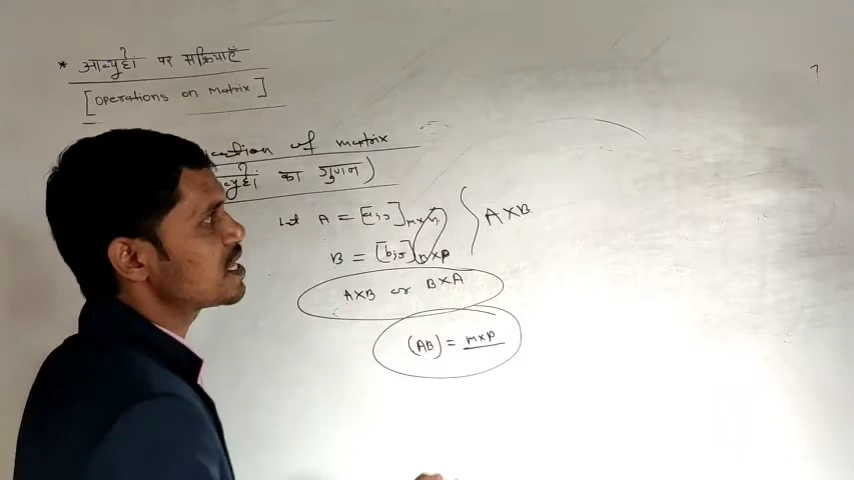 * आव्यूहों पर संक्रियाएँ
[Operations on Matrix]
of matrix
का गुणन)
Let A = [aij]m×n
B = [bij]n×p
A×B
A×B or B×A
(AB) = m×p